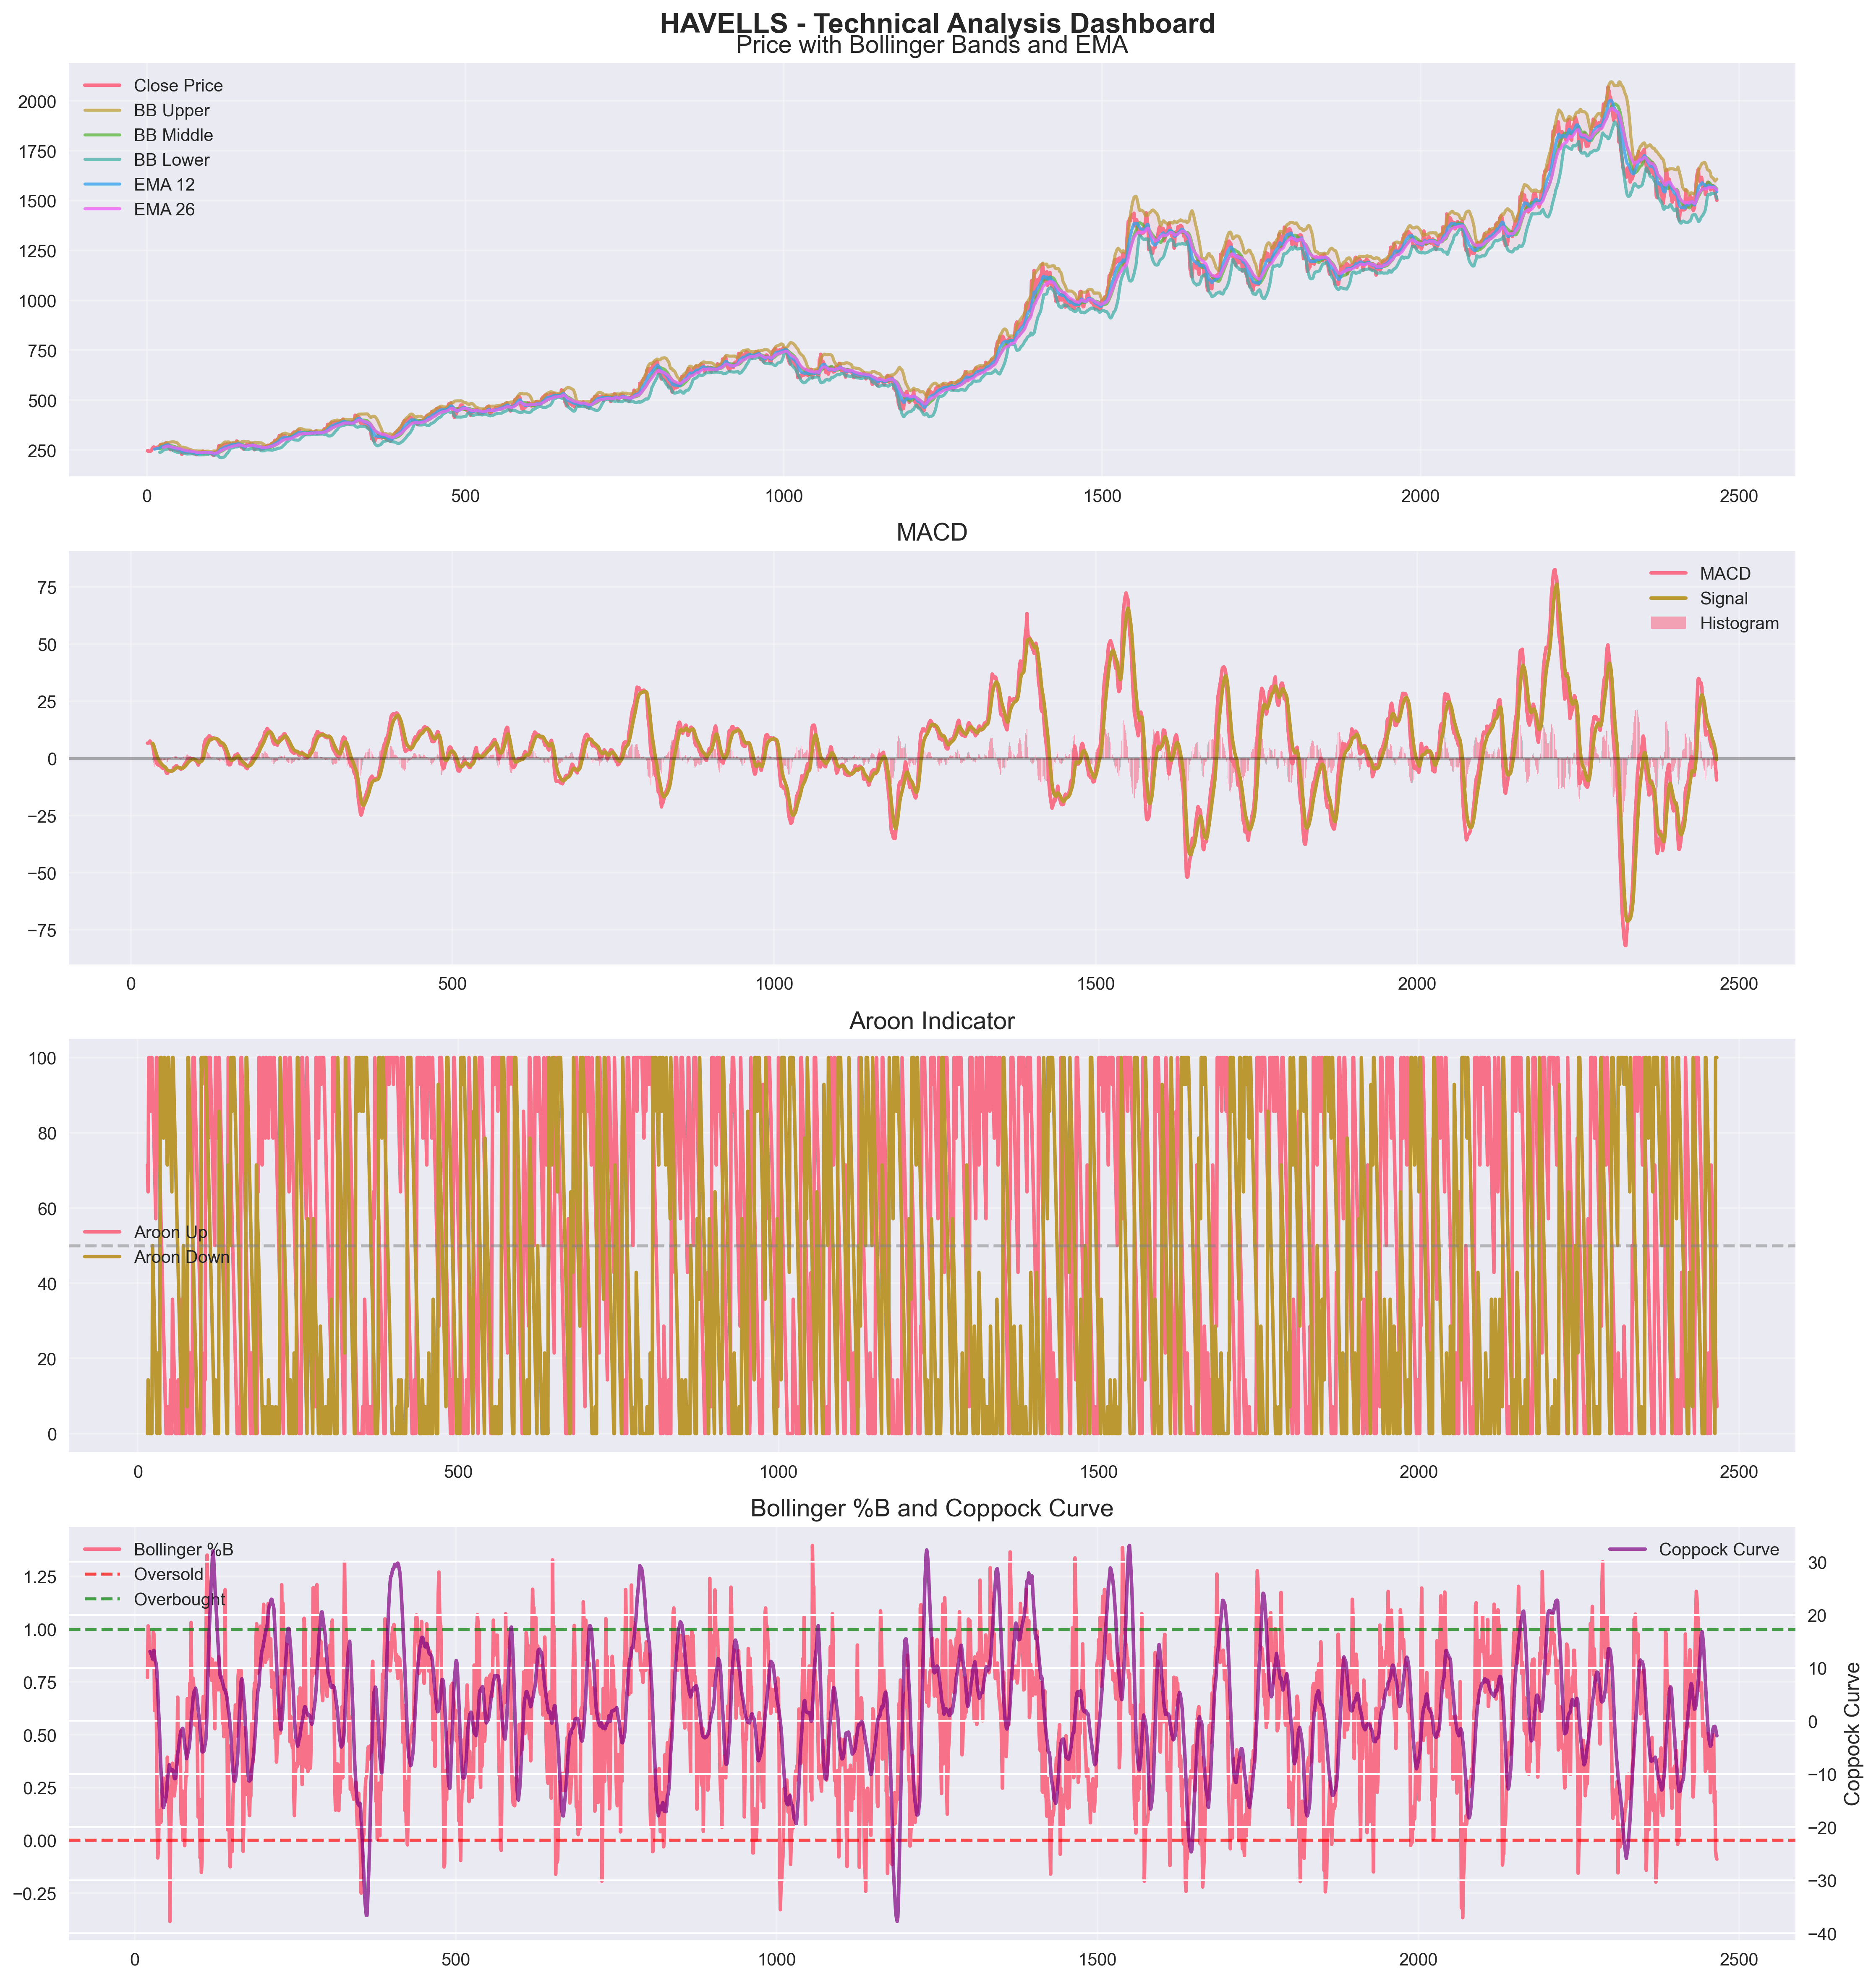 HAVELLS - Technical Analysis Dashboard
Price with Bollinger Bands and EMA
Close Price
BB Upper
BB Middle
BB Lower
EMA 12
EMA 26
2000
1750
1500
1250
1000
750
500
250
0 500 1000 1500 2000 2500
MACD
MACD
Signal
Histogram
75
50
25
0
−25
−50
−75
0 500 1000 1500 2000 2500
Aroon Indicator
100
80
60
40
20
0
Aroon Up
Aroon Down
0 500 1000 1500 2000 2500
Bollinger %B and Coppock Curve
Bollinger %B
Oversold
Overbought
Coppock Curve
1.25
1.00
0.75
0.50
0.25
0.00
−0.25
30
20
10
0
−10
−20
−30
−40
Coppock Curve
0 500 1000 1500 2000 2500